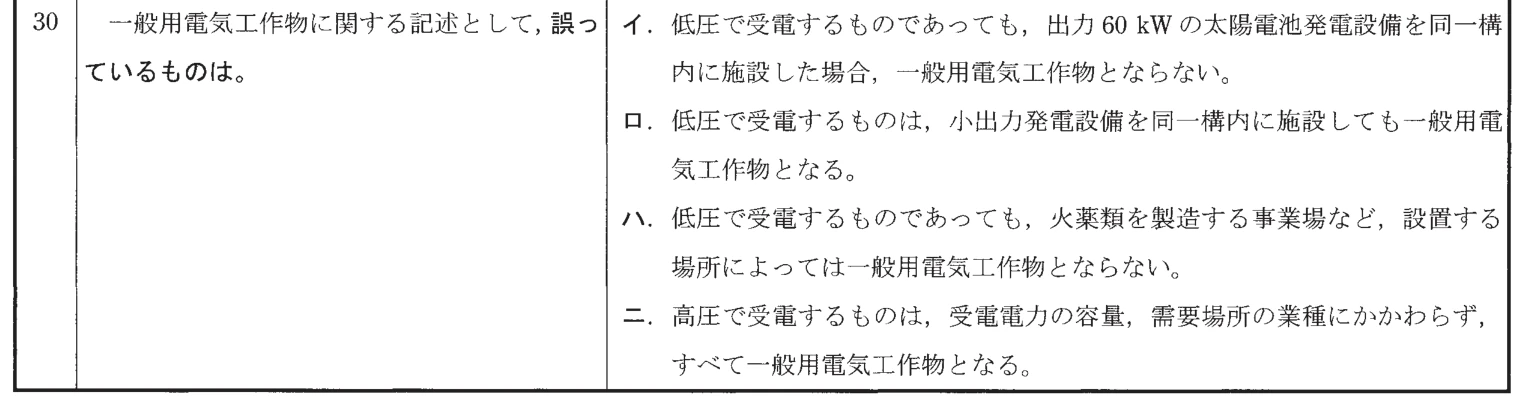 30
一般用電気工作物に関する記述として，誤っ
ているものは。
イ．低圧で受電するものであっても，出力 60 kW の太陽電池発電設備を同一構
内に施設した場合，一般用電気工作物とならない。
ロ．低圧で受電するものは，小出力発電設備を同一構内に施設しても一般用電
気工作物となる。
ハ．低圧で受電するものであっても，火薬類を製造する事業場など，設置する
場所によっては一般用電気工作物とならない。
ニ．高圧で受電するものは，受電電力の容量，需要場所の業種にかかわらず，
すべて一般用電気工作物となる。